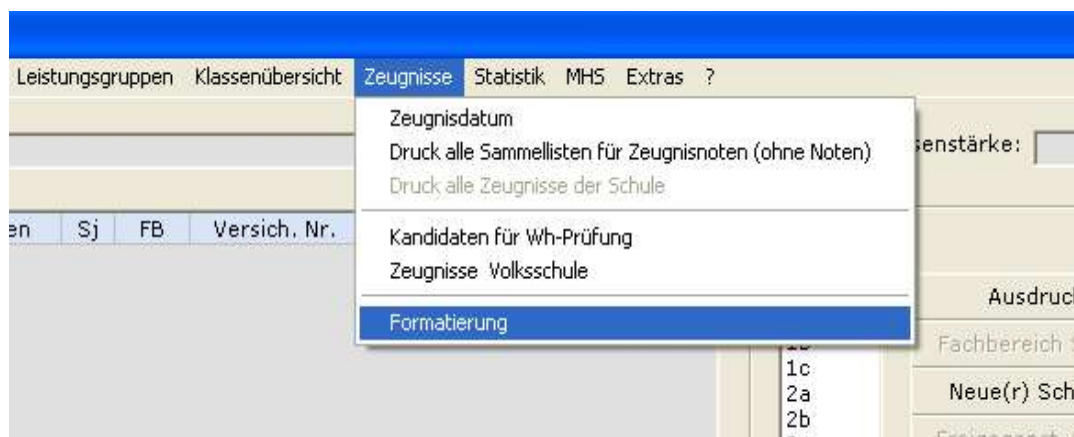 Leistungsgruppen Klassenübersicht Zeugnisse Statistik MHS Extras ?
Zeugnisdatum
Druck alle Sammellisten für Zeugnisnoten (ohne Noten)
senstärke:
Druck alle Zeugnisse der Schule
en Sj FB Versich. Nr.
Kandidaten für Wh-Prüfung
Zeugnisse Volksschule
Ausdruc
Formatierung
Fachbereich
1c
Neue(r) Sch
2a
2b